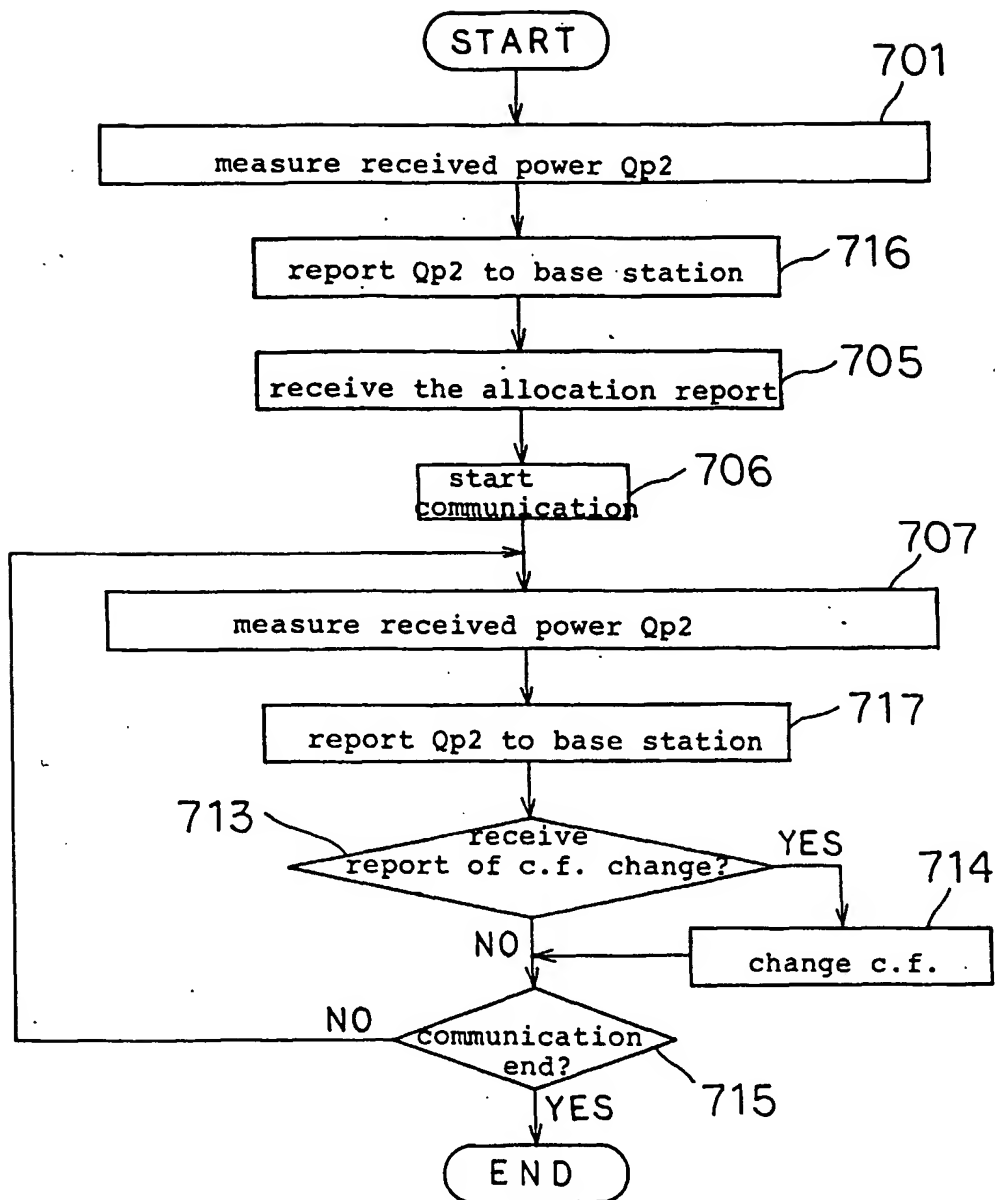 START
701
measure received power Qp2
report Qp2 to base station
716
receive the allocation report
705
start
communication
706
707
measure received power Qp2
report Qp2 to base station
717
713
receive
report of c.f. change?
YES
714
NO
change c.f.
NO
communication
end?
715
YES
END